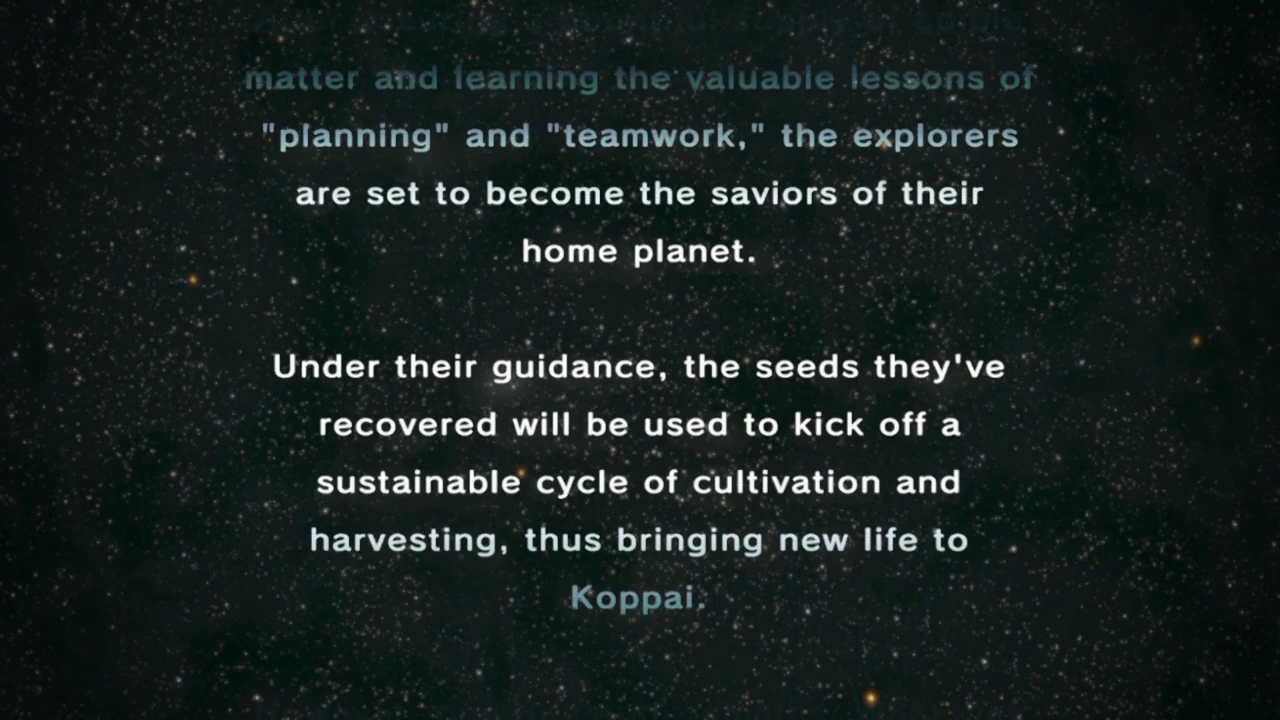 matter and learning the valuable lessons of
"planning" and "teamwork," the explorers
are set to become the saviors of their
home planet.
Under their guidance, the seeds they've
recovered will be used to kick off a
sustainable cycle of cultivation and
harvesting, thus bringing new life to
Koppai.